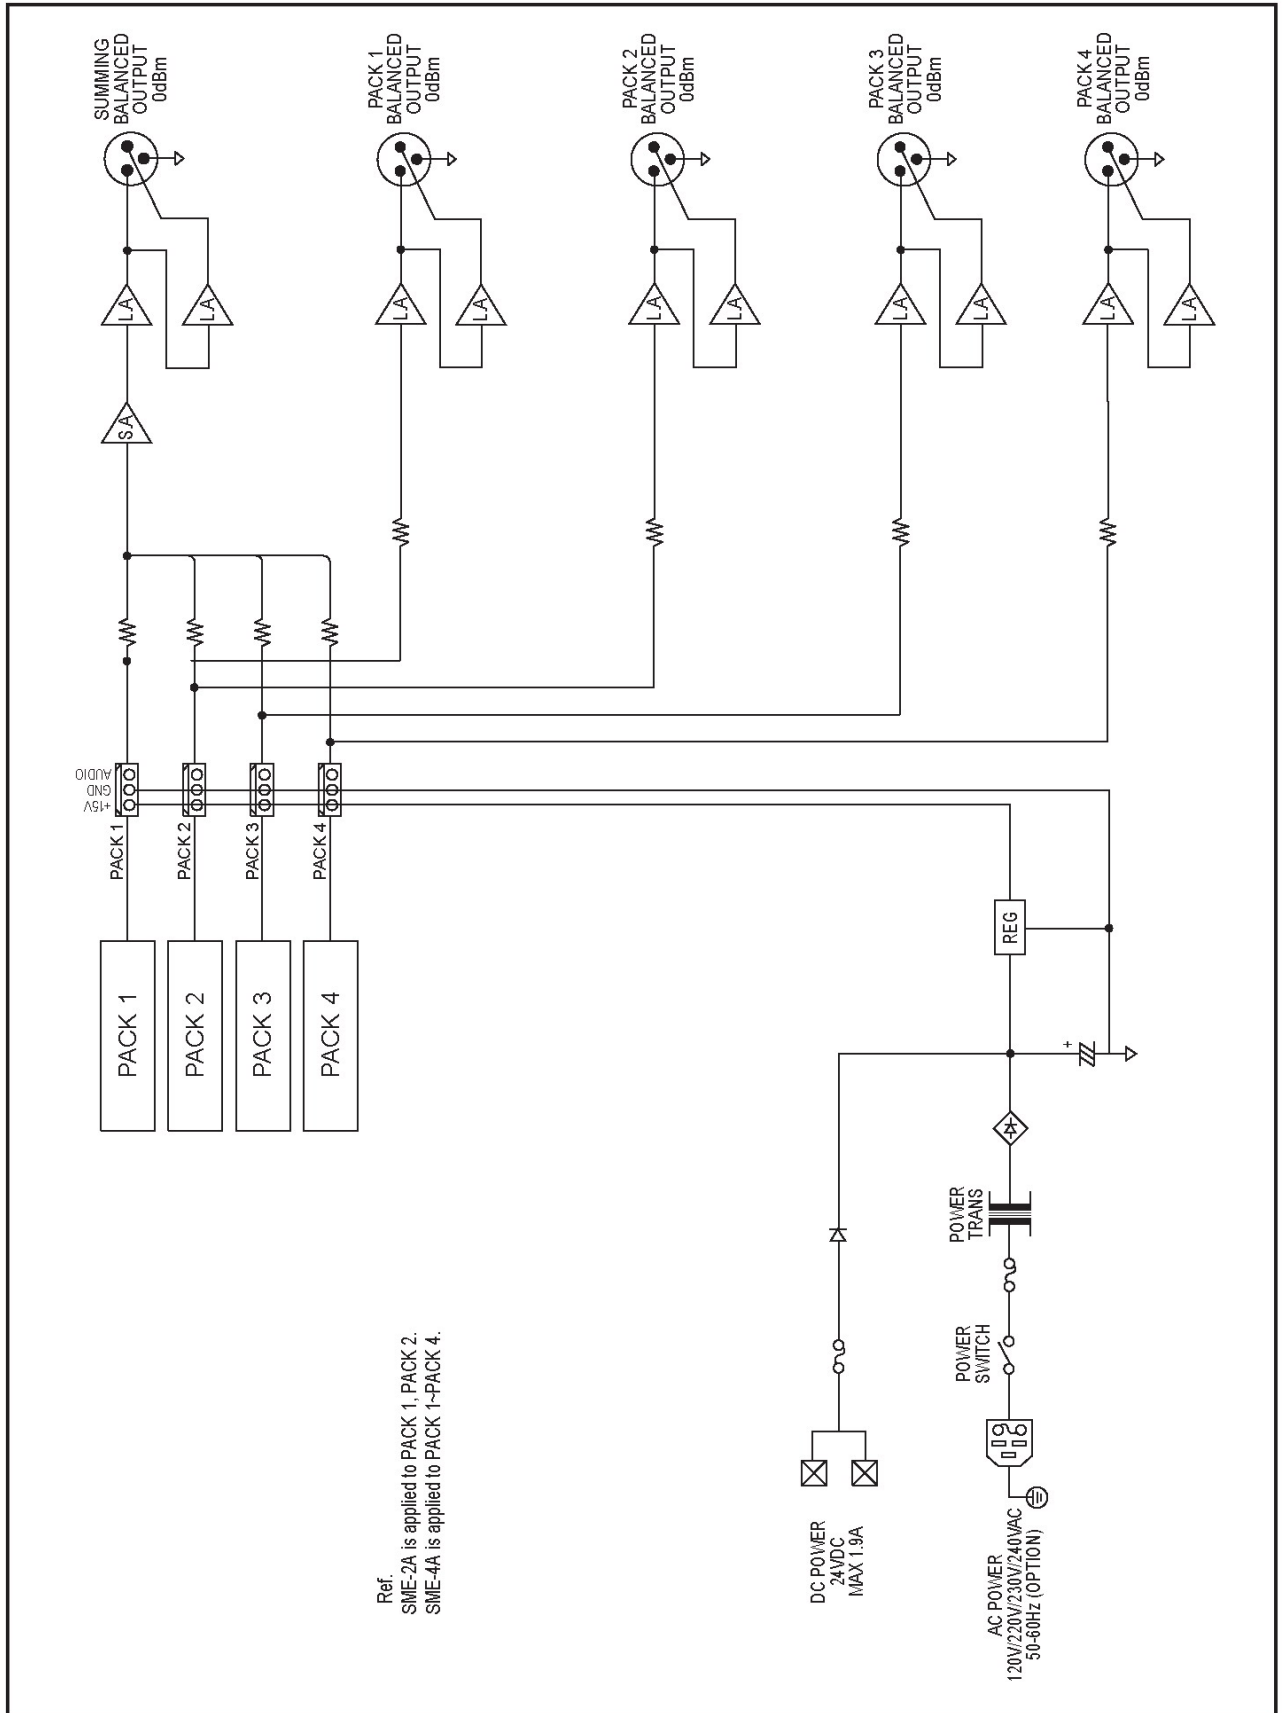 SUMMING
BALANCED
OUTPUT
0dBm
PACK 1
BALANCED
OUTPUT
0dBm
PACK 2
BALANCED
OUTPUT
0dBm
PACK 3
BALANCED
OUTPUT
0dBm
PACK 4
BALANCED
OUTPUT
0dBm
LA
LA
LA
LA
LA
LA
LA
LA
LA
LA
SA
AUDIO
GND
+15V
PACK 1
PACK 2
PACK 3
PACK 4
PACK 1
PACK 2
PACK 3
PACK 4
REG
+
POWER
TRANS
POWER
SWITCH
Ref.
SME-2A is applied to PACK 1, PACK 2.
SME-4A is applied to PACK 1~PACK 4.
DC POWER
24VDC
MAX 1.9A
AC POWER
120V/220V/230V/240VAC
50-60Hz (OPTION)